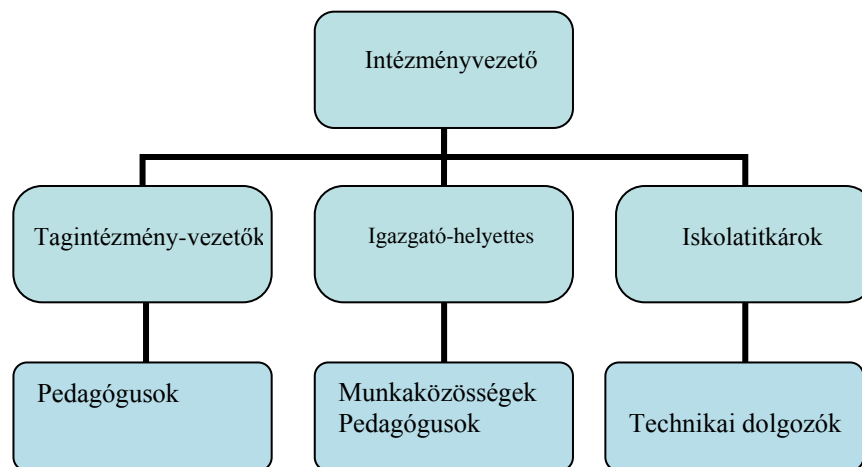 Intézményvezető
Tagintézmény-vezetők
Igazgató-helyettes
Iskolatitkárok
Pedagógusok
Munkaközösségek
Pedagógusok
Technikai dolgozók